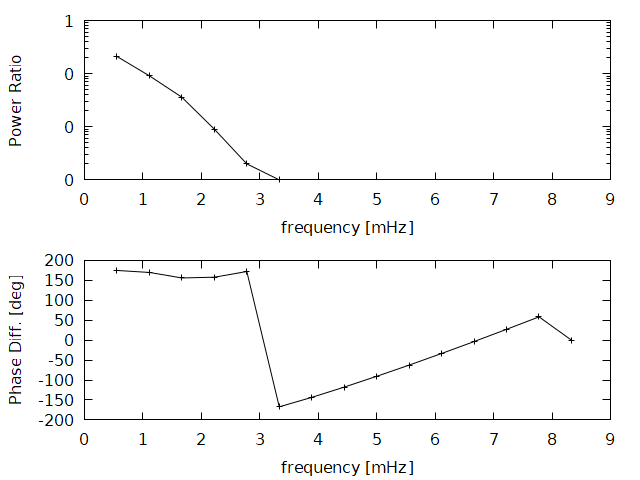 1
0
0
0
Power Ratio
0 1 2 3 4 5 6 7 8 9
frequency [mHz]
200
150
100
50
0
-50
-100
-150
-200
Phase Diff. [deg]
0 1 2 3 4 5 6 7 8 9
frequency [mHz]